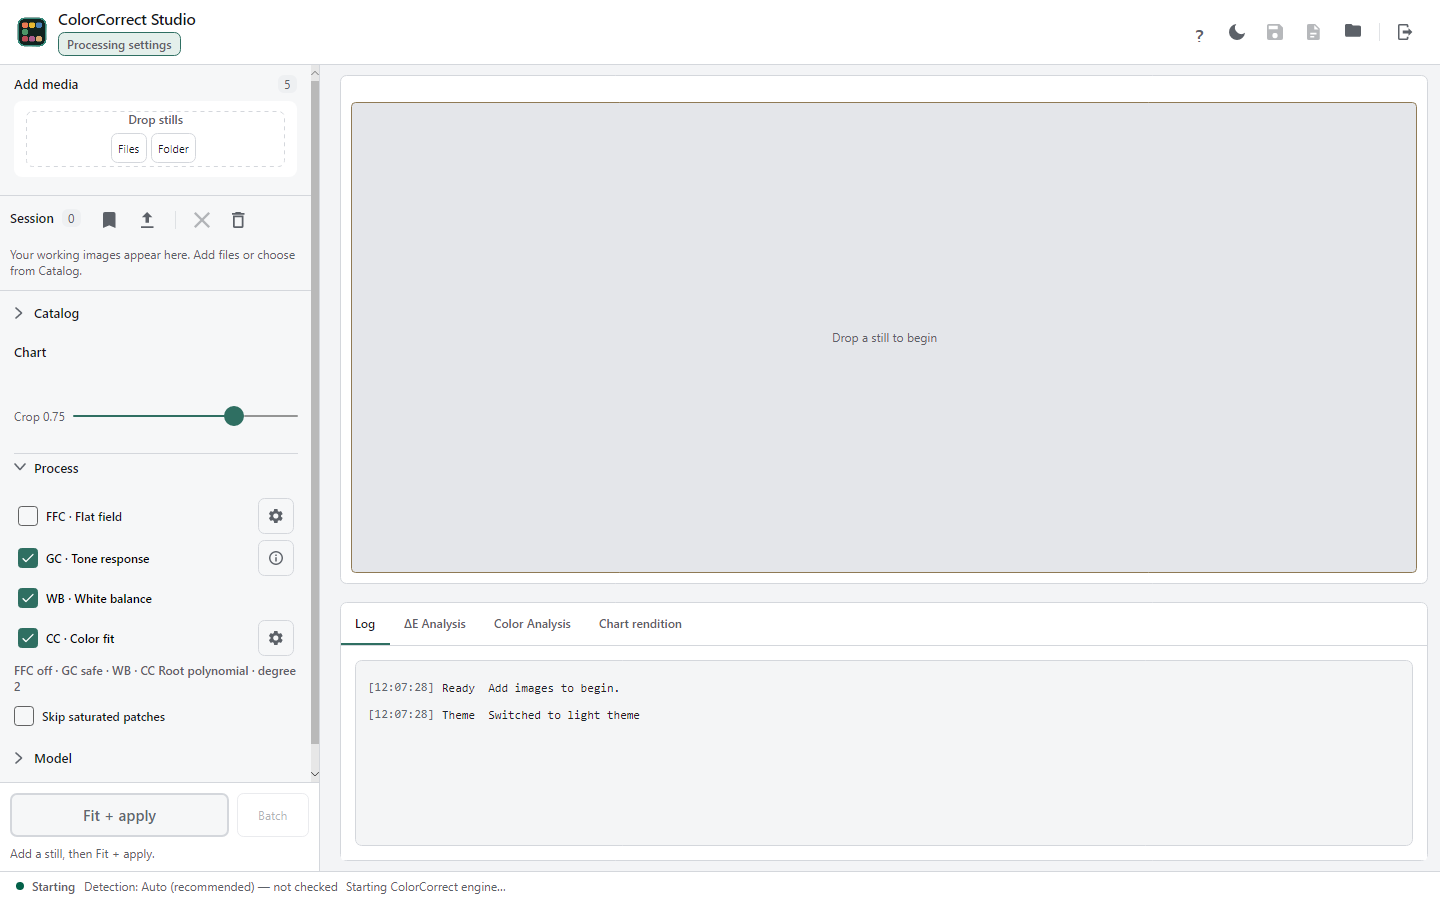 ColorCorrect Studio
Processing settings
?
Add media
5
Drop stills
Files
Folder
Session 0
Your working images appear here. Add files or choose
from Catalog.
Catalog
Chart
Crop 0.75
Process
FFC · Flat field
GC · Tone response
WB · White balance
CC · Color fit
FFC off · GC safe · WB · CC Root polynomial · degree
2
Skip saturated patches
Model
Fit + apply
Batch
Add a still, then Fit + apply.
Drop a still to begin
Log
ΔE Analysis
Color Analysis
Chart rendition
[12:07:28] Ready Add images to begin.
[12:07:28] Theme Switched to light theme
Starting Detection: Auto (recommended) — not checked Starting ColorCorrect engine...